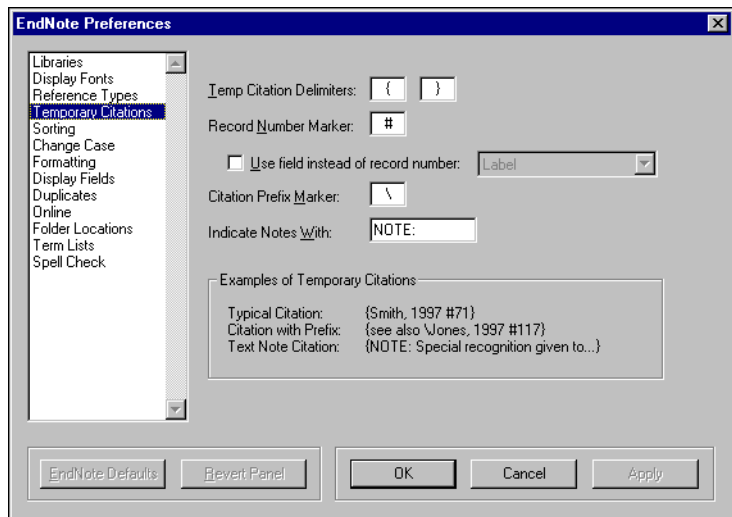 EndNote Preferences
Libraries
Display Fonts
Reference Types
Temporary Citations
Sorting
Change Case
Formatting
Display Fields
Duplicates
Online
Folder Locations
Term Lists
Spell Check
Temp Citation Delimiters: { }
Record Number Marker: #
Use field instead of record number: Label
Citation Prefix Marker: \
Indicate Notes With: NOTE:
Examples of Temporary Citations
Typical Citation: {Smith, 1997 #71}
Citation with Prefix: {see also \Jones, 1997 #117}
Text Note Citation: {NOTE: Special recognition given to...}
EndNote Defaults Revert Panel OK Cancel Apply